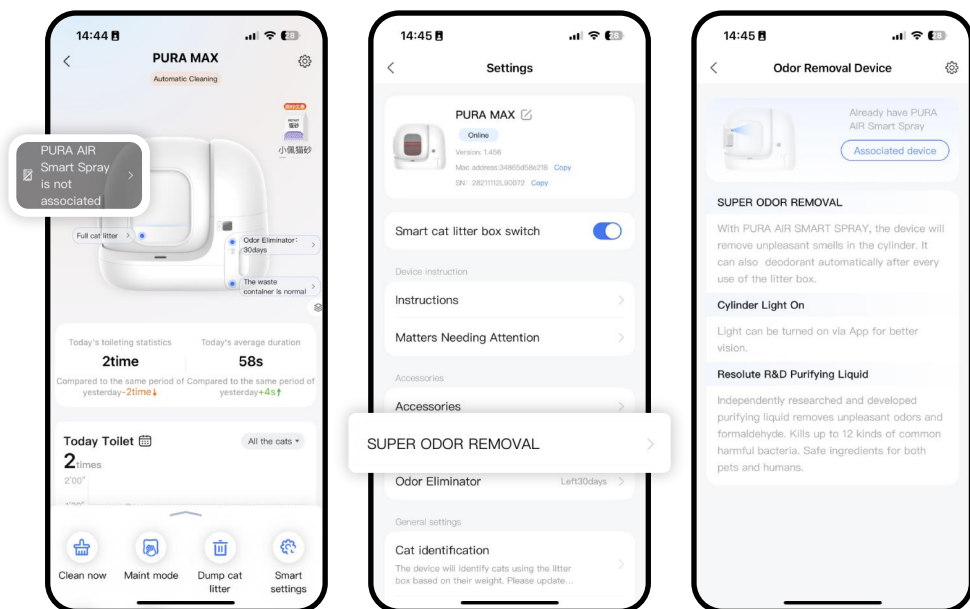 14:44
PURA MAX
Automatic Cleaning
小佩猫砂
PURA AIR
Smart Spray
is not
associated
Full cat litter
Odor Eliminator:
30days
The waste
container is normal
Today's toileting statistics
2time
Compared to the same period of
yesterday-2time↓
Today's average duration
58s
Compared to the same period of
yesterday+4s↑
Today Toilet
All the cats
2times
2'00"
Clean now
Maint mode
Dump cat
litter
Smart
settings
14:45
Settings
PURA MAX
Online
Version: 1.456
Mac address:34865d58e216 Copy
SN: 28211112L90072 Copy
Smart cat litter box switch
Device instruction
Instructions
Matters Needing Attention
Accessories
Accessories
SUPER ODOR REMOVAL
Odor Eliminator
Left30days
General settings
Cat identification
The device will identify cats using the litter
box based on their weight. Please update...
14:45
Odor Removal Device
Already have PURA
AIR Smart Spray
Associated device
SUPER ODOR REMOVAL
With PURA AIR SMART SPRAY, the device will
remove unpleasant smells in the cylinder. It
can also deodorant automatically after every
use of the litter box.
Cylinder Light On
Light can be turned on via App for better
vision.
Resolute R&D Purifying Liquid
Independently researched and developed
purifying liquid removes unpleasant odors and
formaldehyde. Kills up to 12 kinds of common
harmful bacteria. Safe ingredients for both
pets and humans.